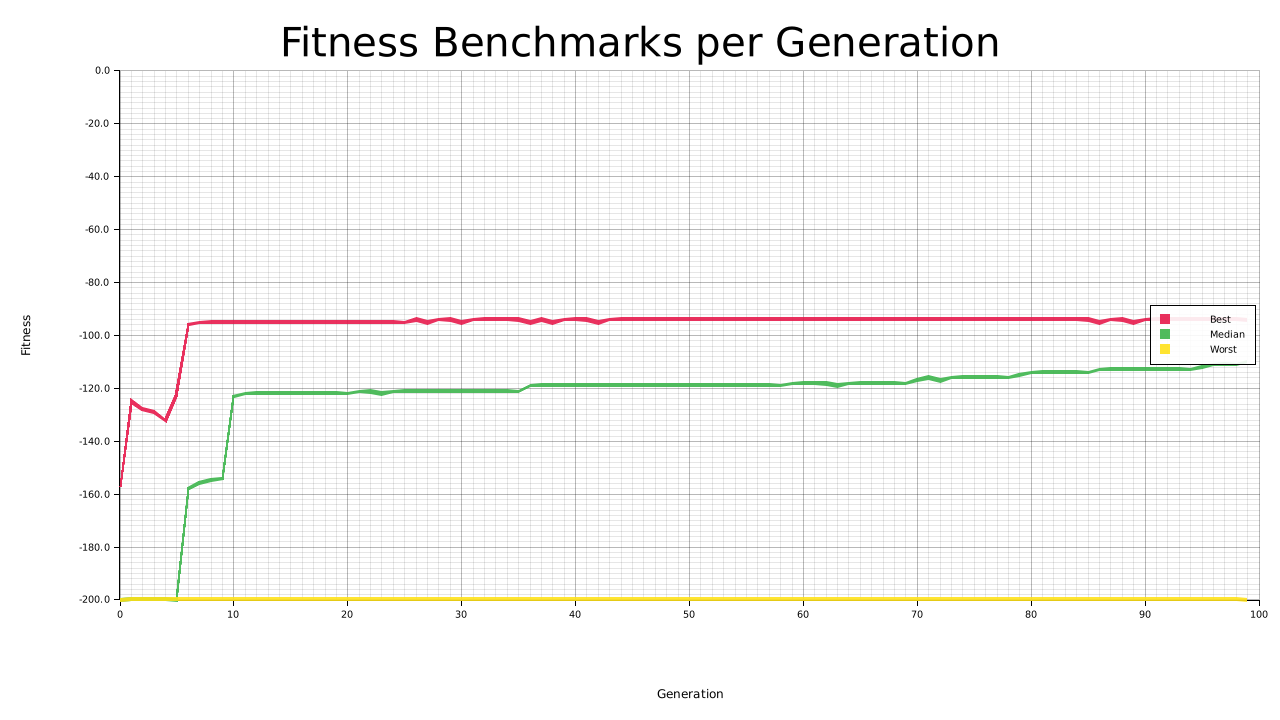 Fitness Benchmarks per Generation
0.0
-20.0
-40.0
-60.0
-80.0
-100.0
-120.0
-140.0
-160.0
-180.0
-200.0
Fitness
Best
Median
Worst
0 10 20 30 40 50 60 70 80 90 100
Generation